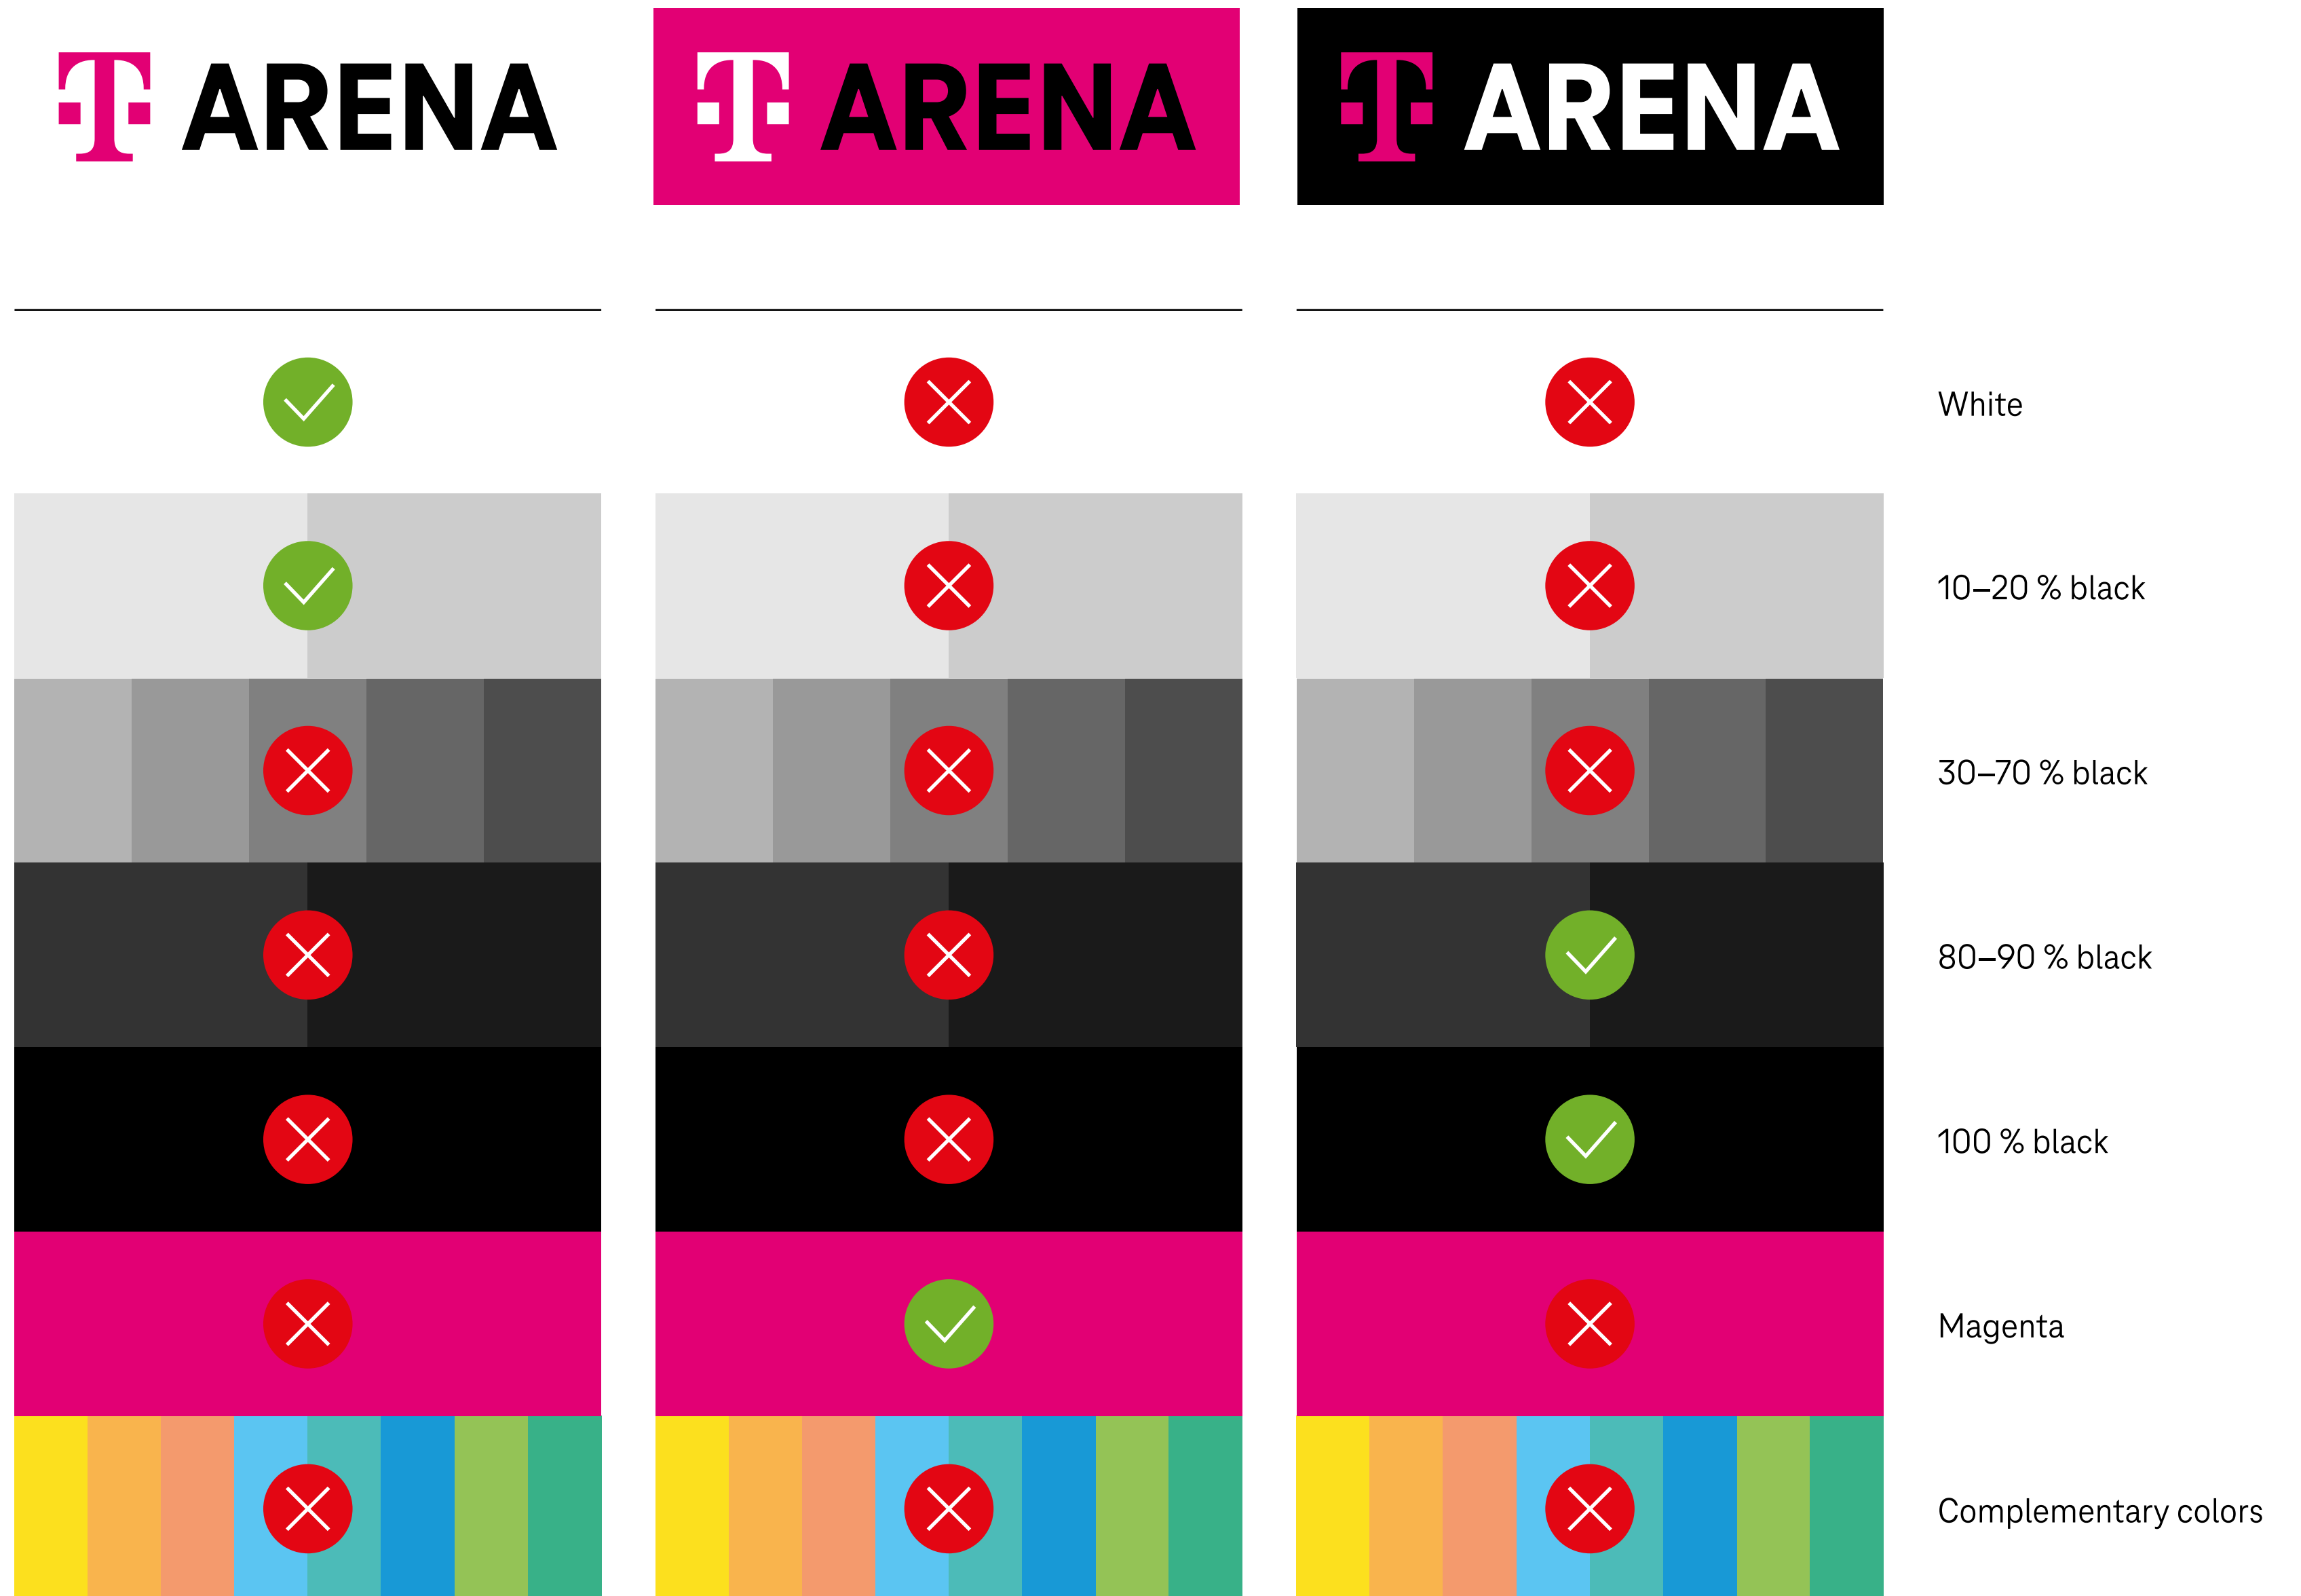 T ARENA
T ARENA
T ARENA
White
10–20 % black
30–70 % black
80–90 % black
100 % black
Magenta
Complementary colors